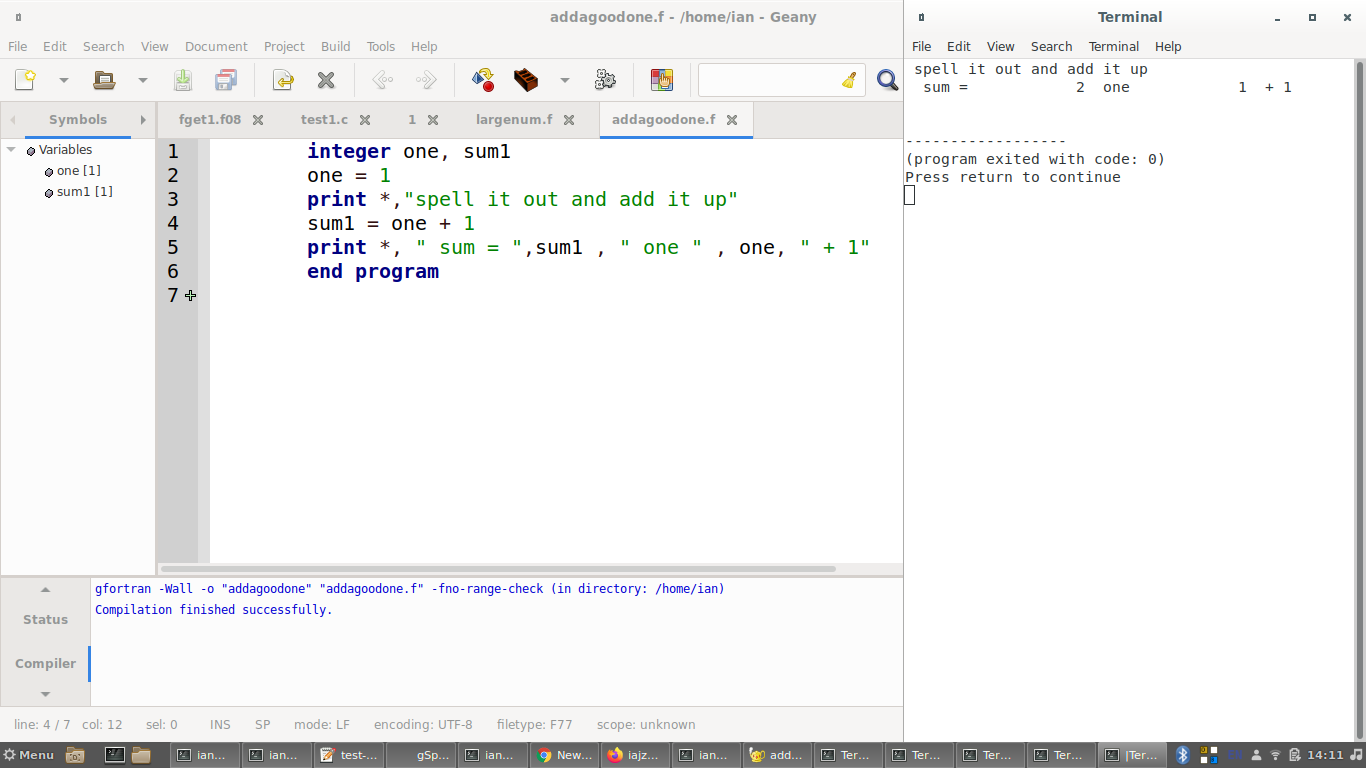 addagoodone.f - /home/ian - Geany
File Edit Search View Document Project Build Tools Help
Symbols
fget1.f08 test1.c 1 largenum.f addagoodone.f
Variables
one [1]
sum1 [1]
1 integer one, sum1
2 one = 1
3 print *,"spell it out and add it up"
4 sum1 = one + 1
5 print *, " sum = ",sum1 , " one " , one, " + 1"
6 end program
7
Status
Compiler
gfortran -Wall -o "addagoodone" "addagoodone.f" -fno-range-check (in directory: /home/ian)
Compilation finished successfully.
line: 4 / 7 col: 12 sel: 0 INS SP mode: LF encoding: UTF-8 filetype: F77 scope: unknown
Terminal
File Edit View Search Terminal Help
spell it out and add it up
sum = 2 one 1 + 1
------------------
(program exited with code: 0)
Press return to continue
Menu ian... ian... test-... gSp... ian... New... iajz... ian... add... Ter... Ter... Ter... Ter... |Ter... 14:11